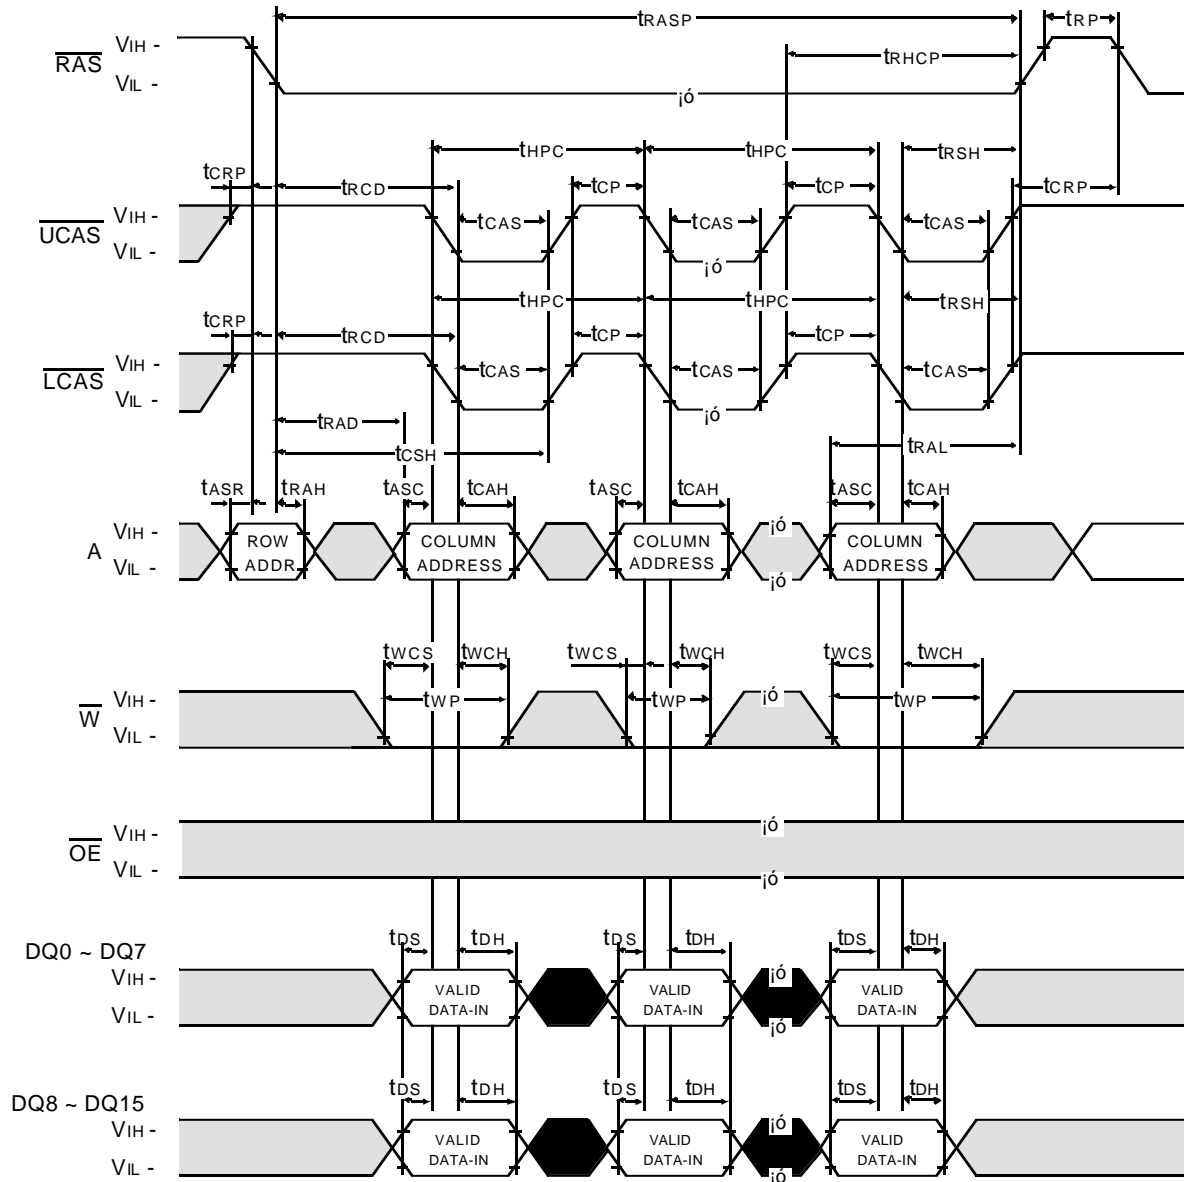 tRASP tRP
RAS VIH - tRHCP
VIL - ¡ó
tHPC tHPC tRSH
tCRP tRCD tCP tCP tCRP
UCAS VIH - tCAS tCAS tCAS
VIL - ¡ó
tHPC tHPC tRSH
tCRP tRCD tCP tCP
LCAS VIH - tCAS tCAS tCAS
VIL - ¡ó
tRAD
tCSH tRAL
tASR tRAH tASC tCAH tASC tCAH tASC tCAH
A VIH - ROW COLUMN COLUMN ¡ó COLUMN
VIL - ADDR ADDRESS ADDRESS ¡ó ADDRESS
tWCS tWCH tWCS tWCH tWCS tWCH
W VIH - tWP tWP ¡ó tWP
VIL -
OE VIH - ¡ó
VIL - ¡ó
DQ0 ~ DQ7 tDS tDH tDS tDH tDS tDH
VIH - VALID VALID ¡ó VALID
VIL - DATA-IN DATA-IN ¡ó DATA-IN
DQ8 ~ DQ15 tDS tDH tDS tDH tDS tDH
VIH - VALID VALID ¡ó VALID
VIL - DATA-IN DATA-IN ¡ó DATA-IN